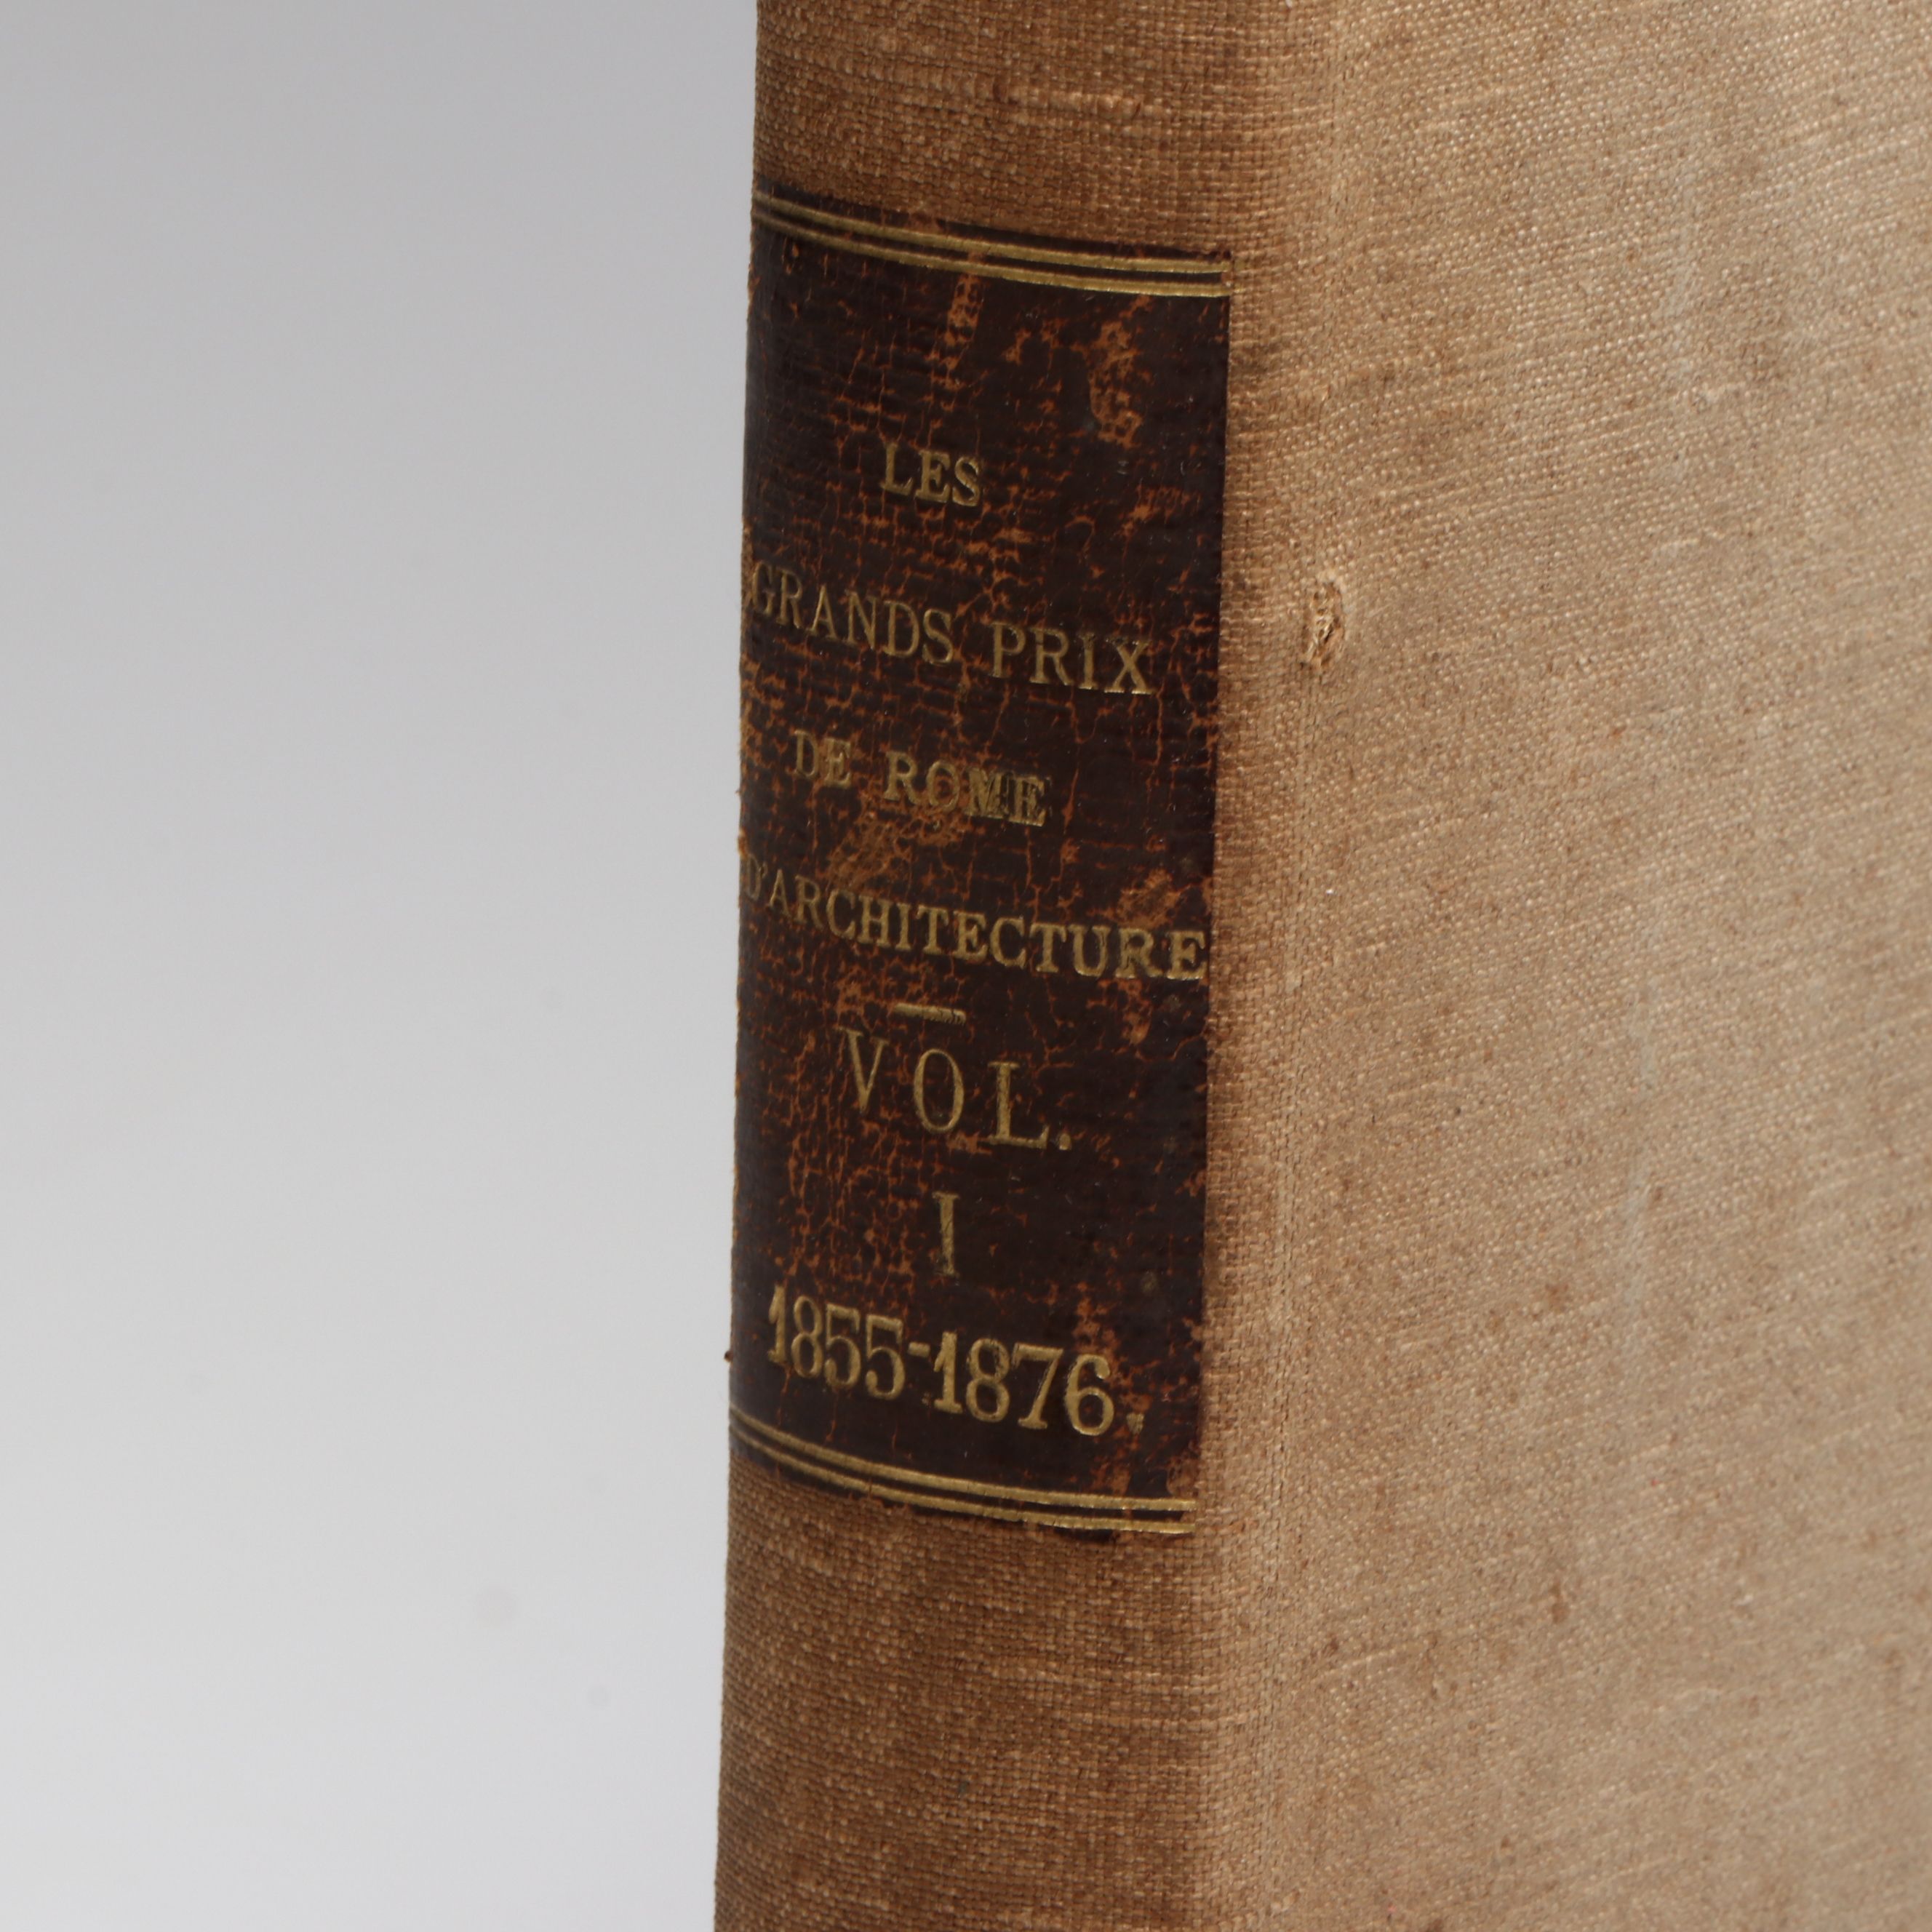 LES
GRANDS PRIX
DE ROME
D'ARCHITECTURE
VOL.
I
1855-1876.